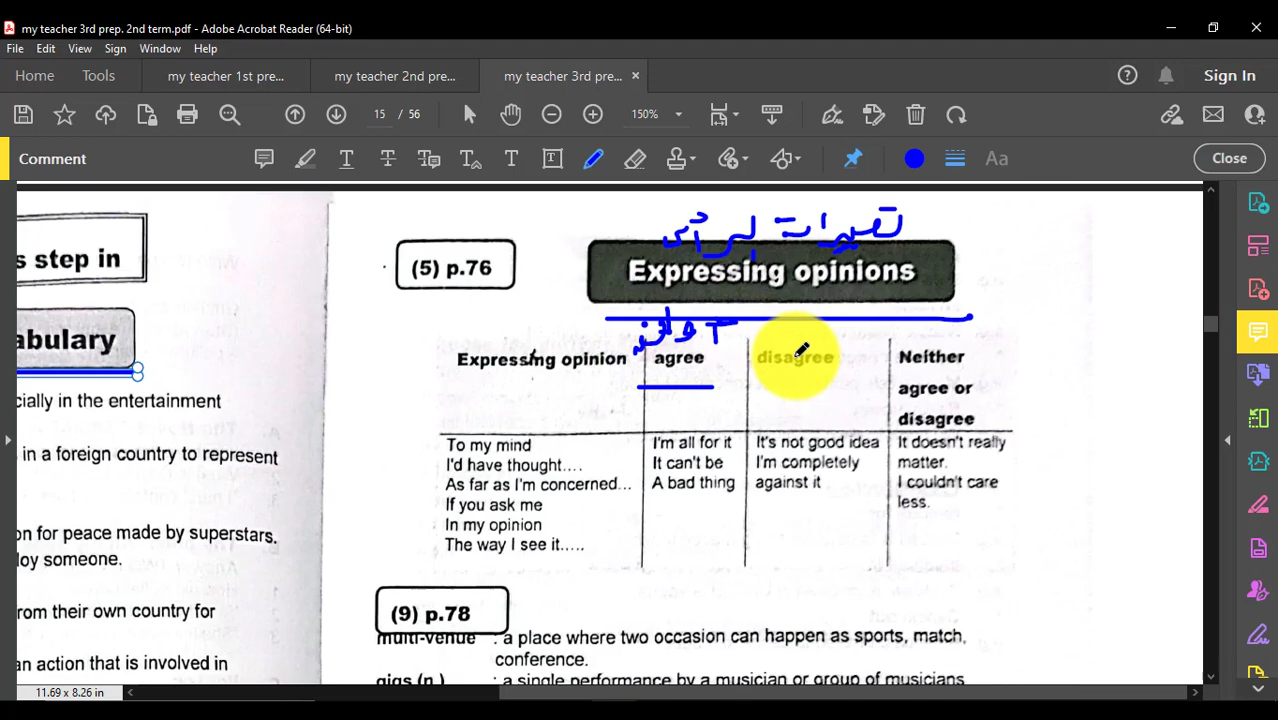 my teacher 3rd prep. 2nd term.pdf - Adobe Acrobat Reader (64-bit)
File Edit View Sign Window Help
Home Tools my teacher 1st pre... my teacher 2nd pre... my teacher 3rd pre... Sign In
15 / 56 150%
Comment Close
s step in
abulary
cially in the entertainment
in a foreign country to represent
on for peace made by superstars.
loy someone.
rom their own country for
an action that is involved in
تعبيرات
(5) p.76 Expressing opinions
Expressing opinion agree disagree Neither
agree or
disagree
To my mind I'm all for it It's not good idea It doesn't really
I'd have thought.... It can't be I'm completely matter.
As far as I'm concerned... A bad thing against it I couldn't care
If you ask me less.
In my opinion
The way I see it.....
(9) p.78
multi-venue : a place where two occasion can happen as sports, match,
conference.
gigs (n.) : a single performance by a musician or group of musicians
11.69 x 8.26 in